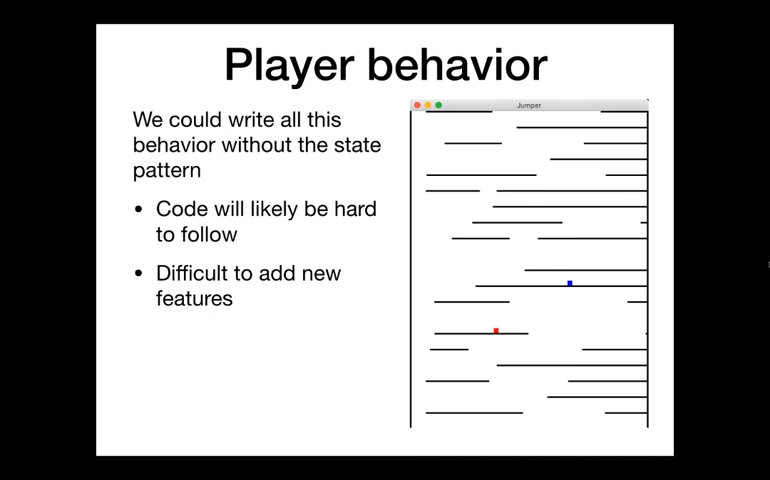 Player behavior
We could write all this
behavior without the state
pattern
• Code will likely be hard
to follow
• Difficult to add new
features
Jumper